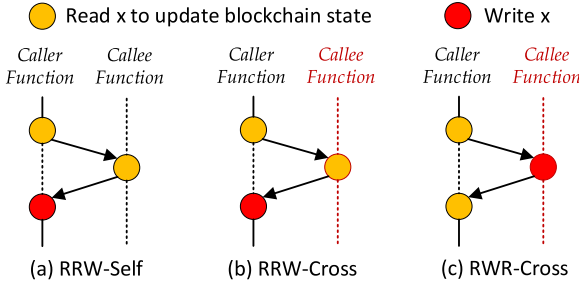 Read x to update blockchain state
Write x
Caller Function
Callee Function
Caller Function
Callee Function
Caller Function
Callee Function
(a) RRW-Self
(b) RRW-Cross
(c) RWR-Cross